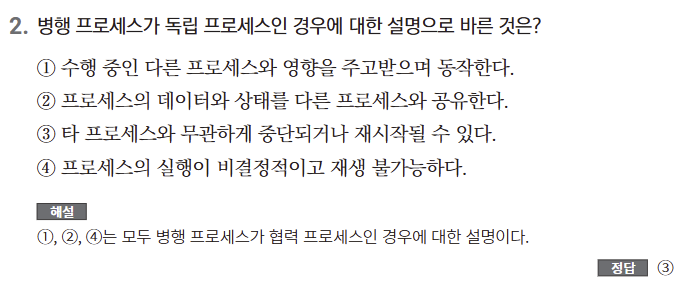 2. 병행 프로세스가 독립 프로세스인 경우에 대한 설명으로 바른 것은?
① 수행 중인 다른 프로세스와 영향을 주고받으며 동작한다.
② 프로세스의 데이터와 상태를 다른 프로세스와 공유한다.
③ 타 프로세스와 무관하게 중단되거나 재시작될 수 있다.
④ 프로세스의 실행이 비결정적이고 재생 불가능하다.
해설
①, ②, ④는 모두 병행 프로세스가 협력 프로세스인 경우에 대한 설명이다.
정답 ③